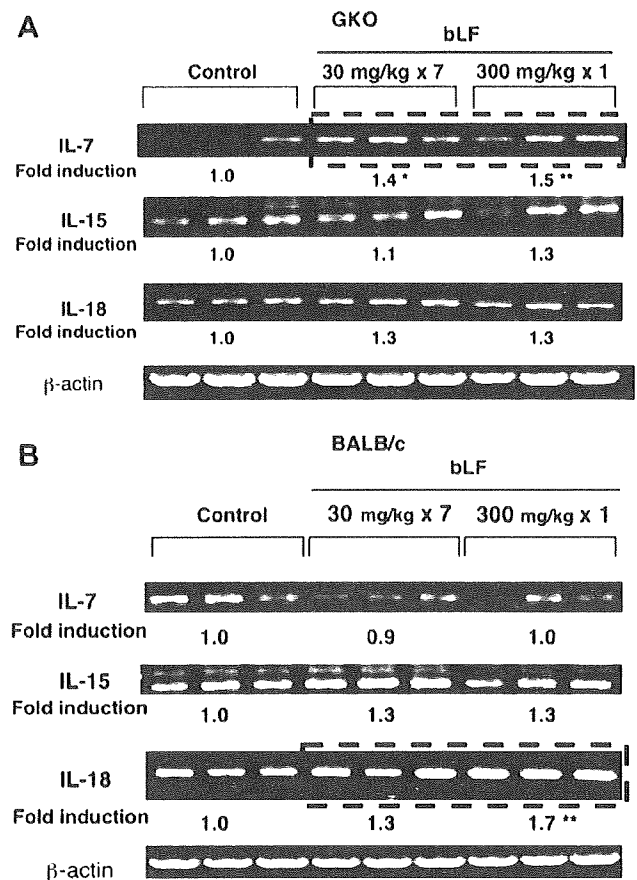 A
GKO
bLF
Control
30 mg/kg x 7
300 mg/kg x 1
IL-7
Fold induction
1.0
1.4 *
1.5 **
IL-15
Fold induction
1.0
1.1
1.3
IL-18
Fold induction
1.0
1.3
1.3
β-actin
B
BALB/c
bLF
Control
30 mg/kg x 7
300 mg/kg x 1
IL-7
Fold induction
1.0
0.9
1.0
IL-15
Fold induction
1.0
1.3
1.3
IL-18
Fold induction
1.0
1.3
1.7 **
β-actin